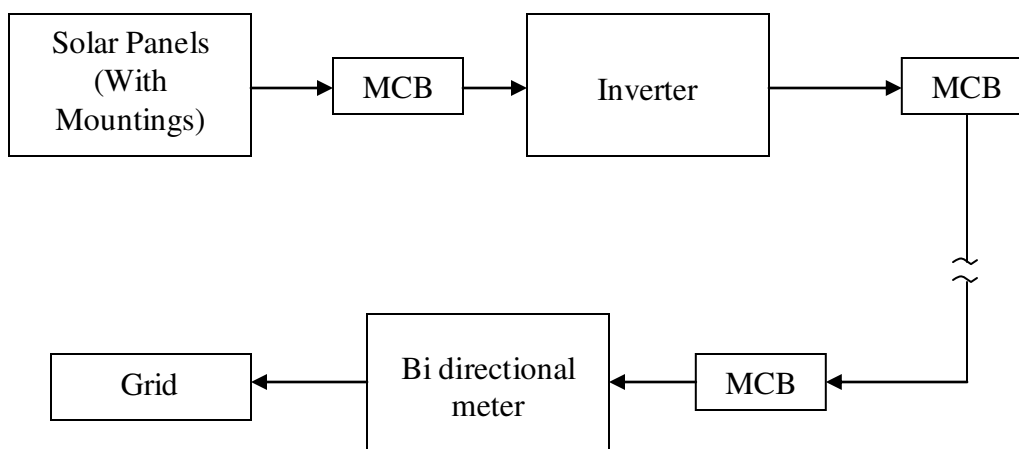 Solar Panels
(With
Mountings)
MCB
Inverter
MCB
Grid
Bi directional
meter
MCB